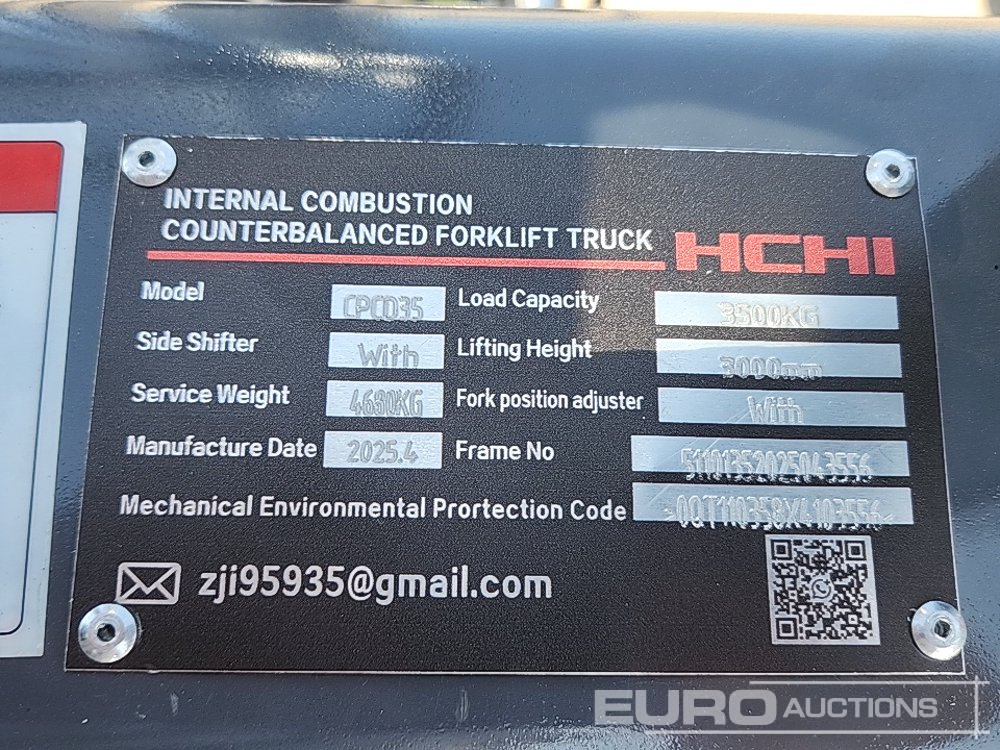 INTERNAL COMBUSTION
COUNTERBALANCED FORKLIFT TRUCK HCHI
Model CPCD35 Load Capacity 3500KG
Side Shifter With Lifting Height 3000mm
Service Weight 4680KG Fork position adjuster With
Manufacture Date 2025.4 Frame No 51101352025043556
Mechanical Environmental Prortection Code
zji95935@gmail.com
EURO AUCTIONS